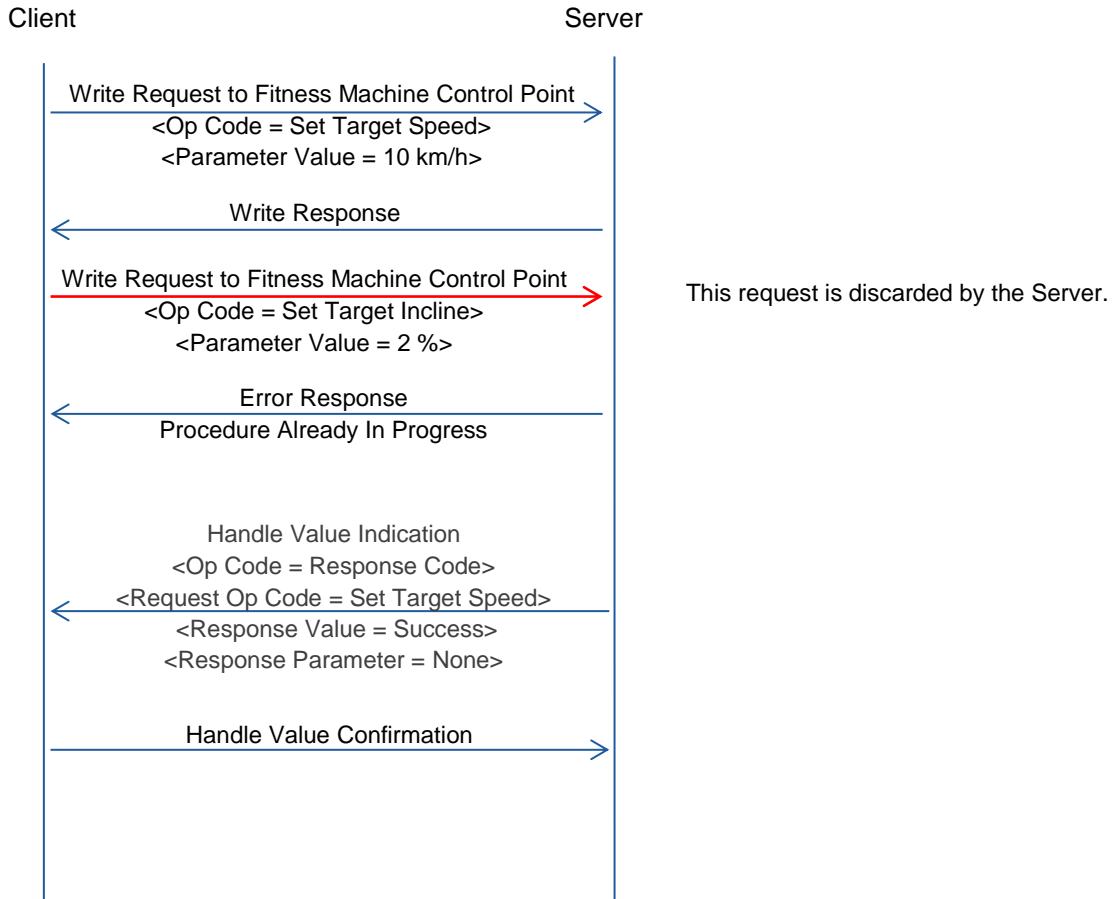 Client
Server
Write Request to Fitness Machine Control Point
<Op Code = Set Target Speed>
<Parameter Value = 10 km/h>
Write Response
Write Request to Fitness Machine Control Point
This request is discarded by the Server.
<Op Code = Set Target Incline>
<Parameter Value = 2 %>
Error Response
Procedure Already In Progress
Handle Value Indication
<Op Code = Response Code>
<Request Op Code = Set Target Speed>
<Response Value = Success>
<Response Parameter = None>
Handle Value Confirmation